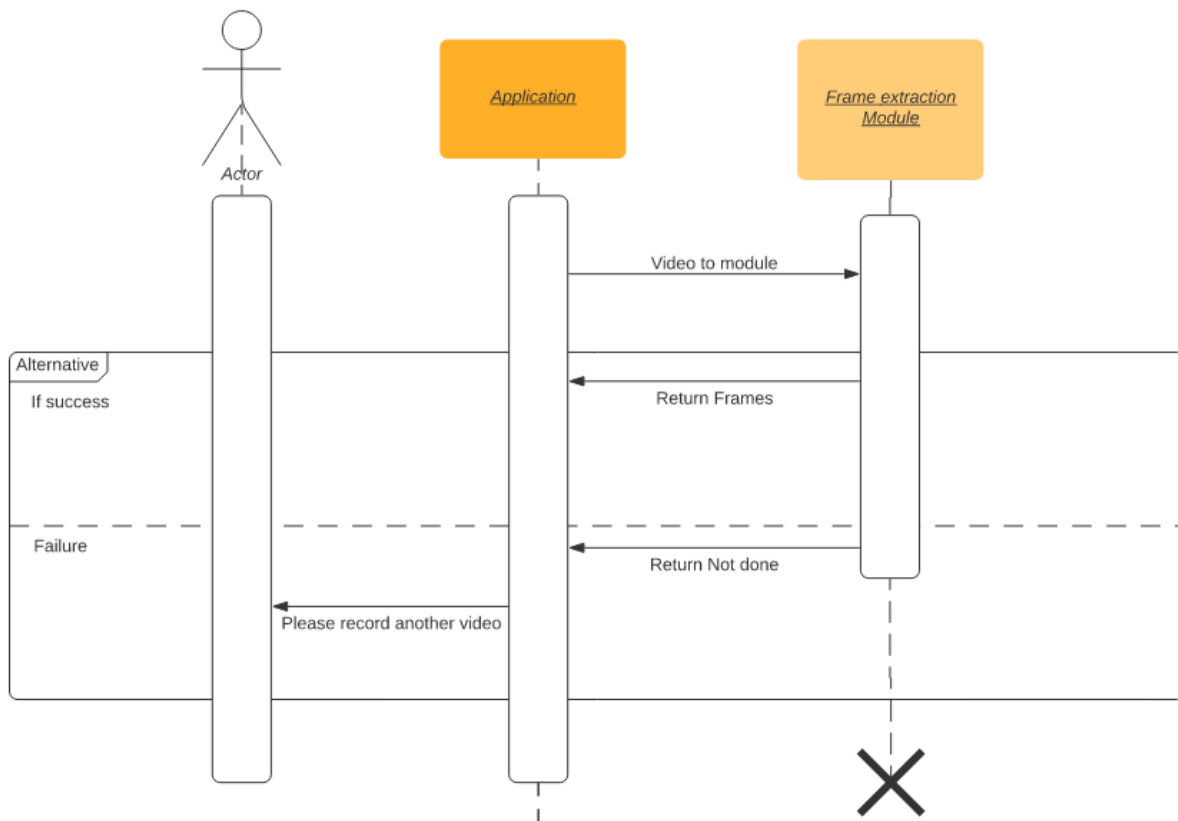 Actor
Application
Frame extraction
Module
Video to module
Alternative
If success
Return Frames
Failure
Return Not done
Please record another video